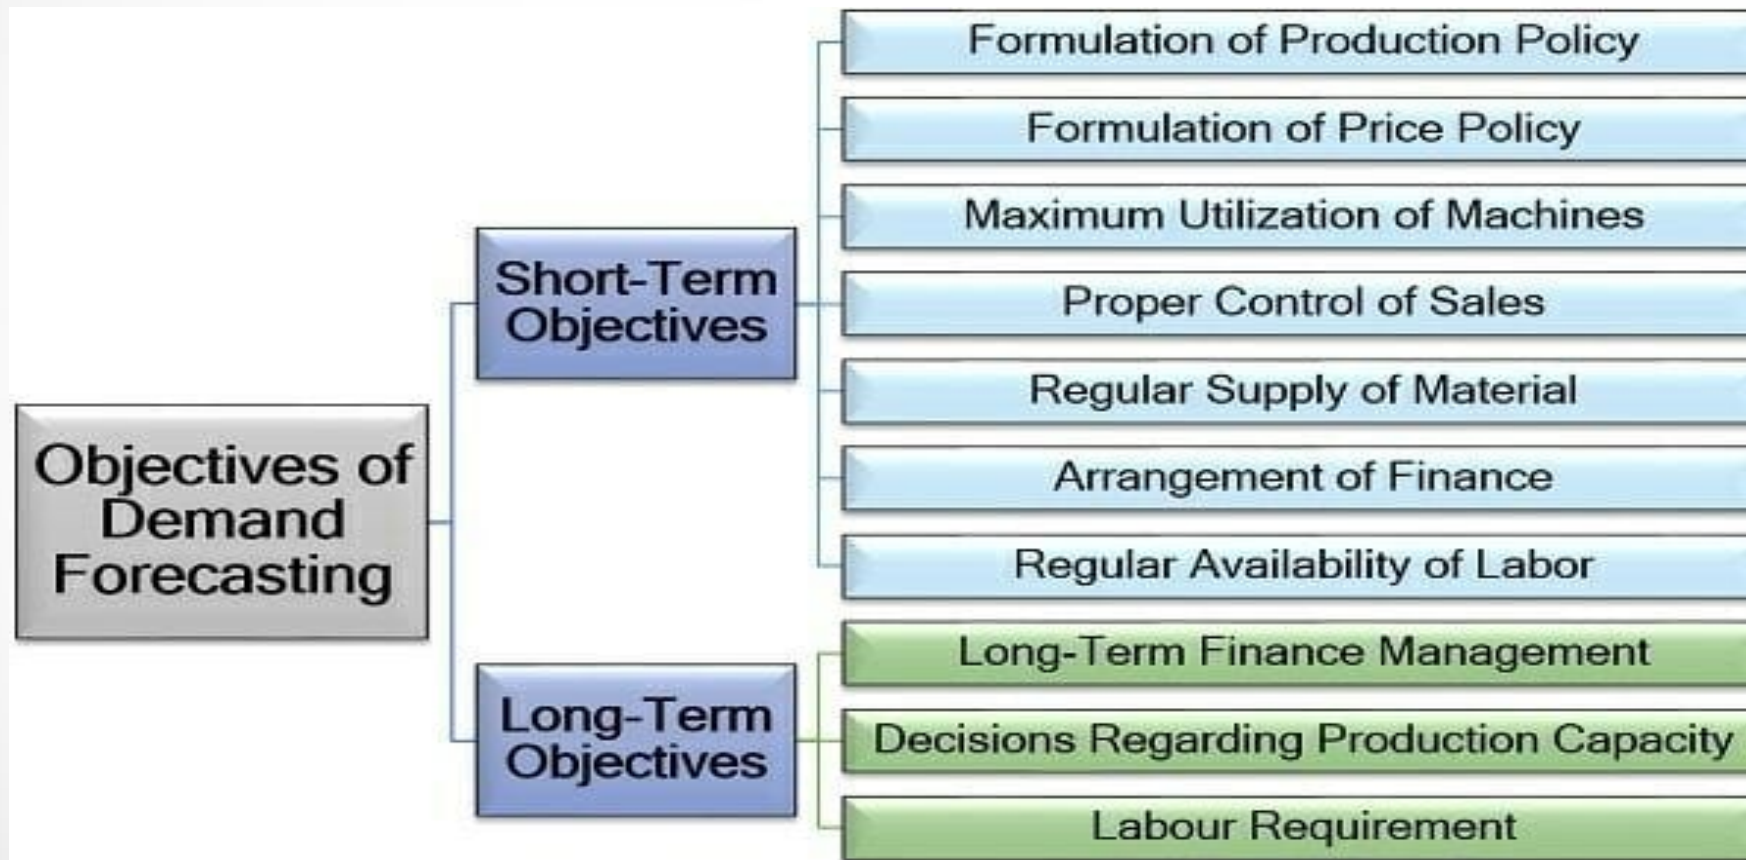 Objectives of
Demand
Forecasting
Short-Term
Objectives
Formulation of Production Policy
Formulation of Price Policy
Maximum Utilization of Machines
Proper Control of Sales
Regular Supply of Material
Arrangement of Finance
Regular Availability of Labor
Long-Term
Objectives
Long-Term Finance Management
Decisions Regarding Production Capacity
Labour Requirement